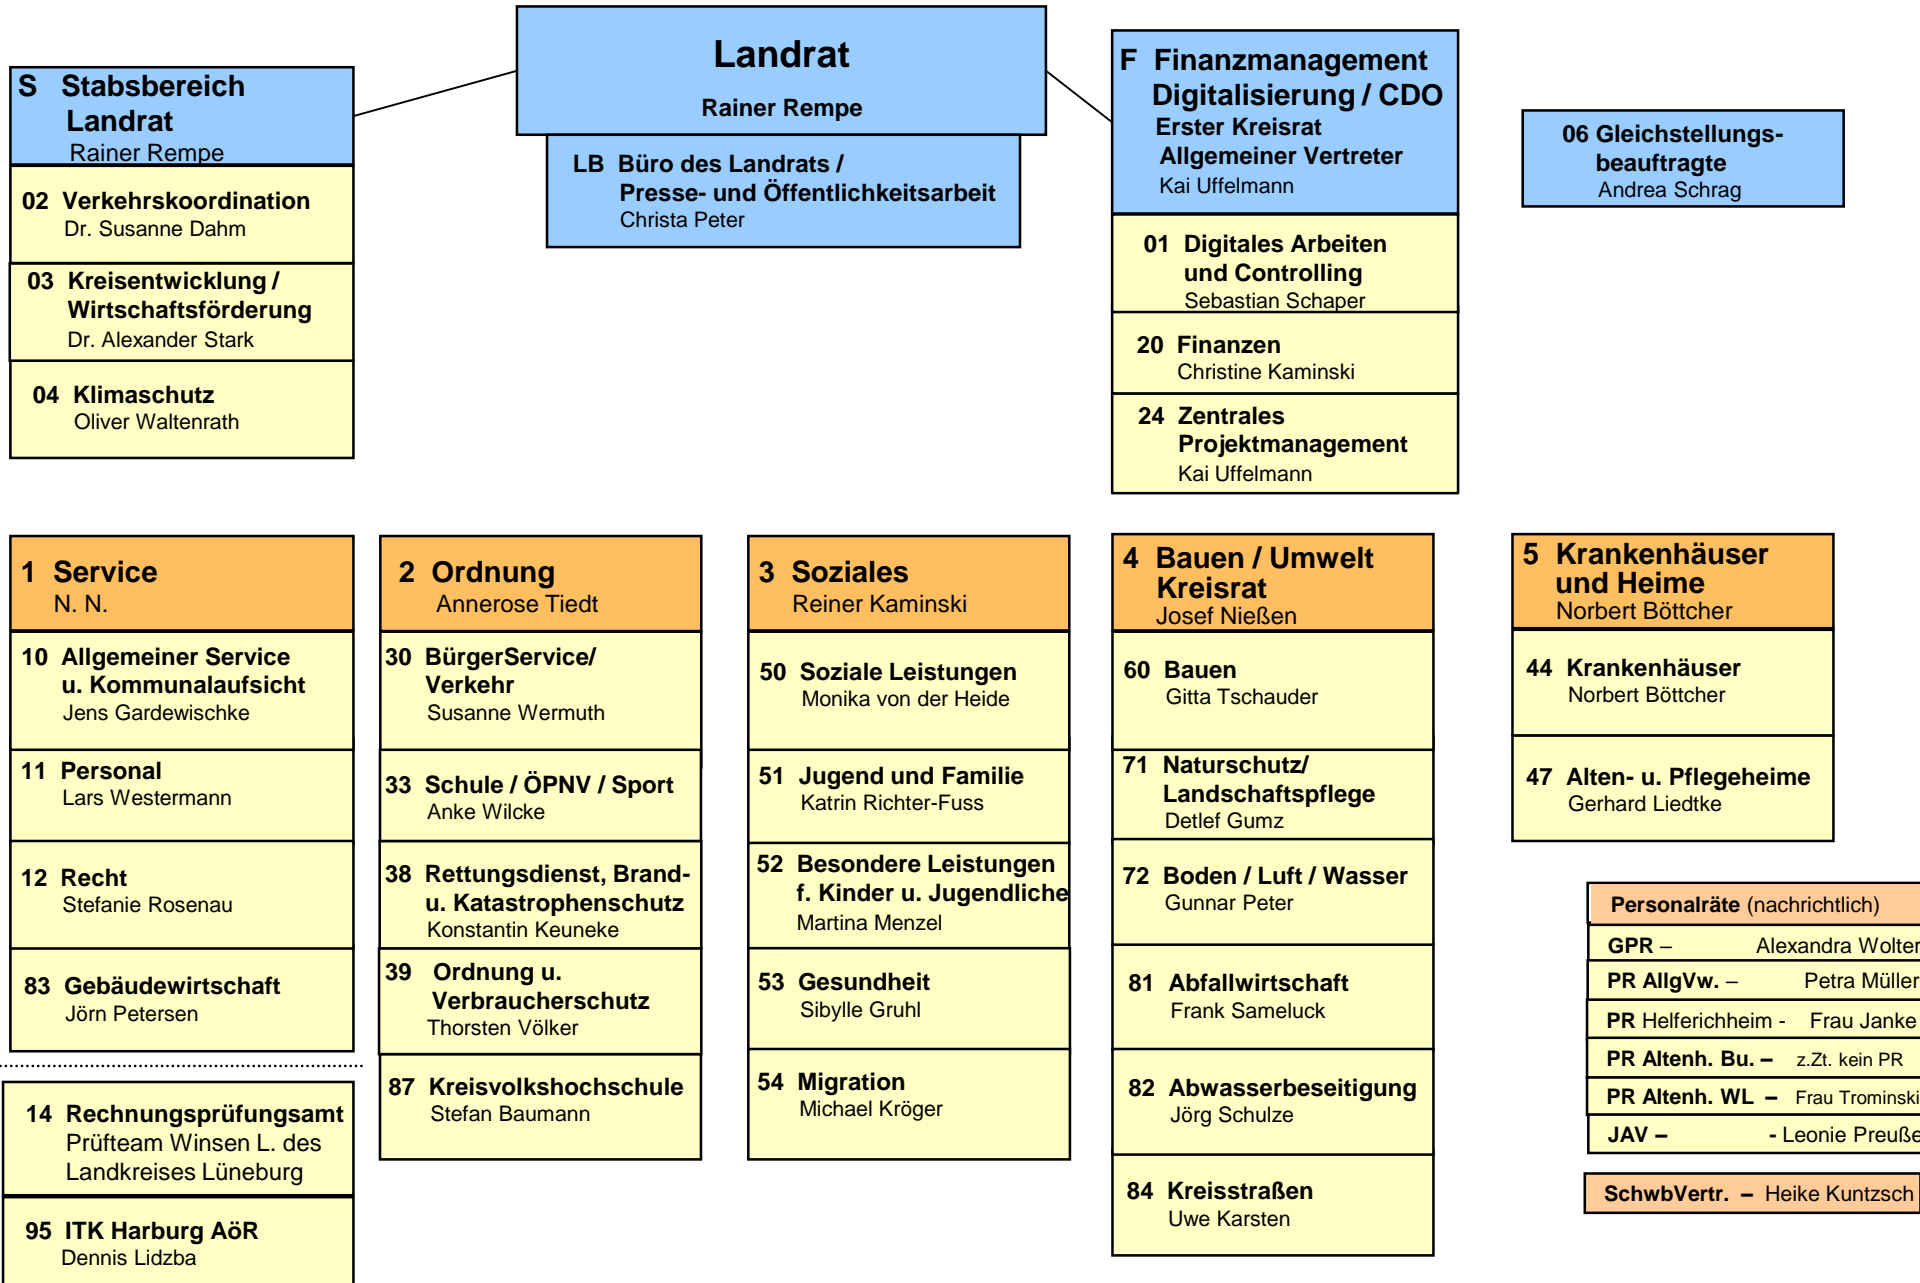 Landrat
Rainer Rempe
LB Büro des Landrats /
Presse- und Öffentlichkeitsarbeit
Christa Peter
S Stabsbereich
Landrat
Rainer Rempe
02 Verkehrskoordination
Dr. Susanne Dahm
03 Kreisentwicklung /
Wirtschaftsförderung
Dr. Alexander Stark
04 Klimaschutz
Oliver Waltenrath
F Finanzmanagement
Digitalisierung / CDO
Erster Kreisrat
Allgemeiner Vertreter
Kai Uffelmann
01 Digitales Arbeiten
und Controlling
Sebastian Schaper
20 Finanzen
Christine Kaminski
24 Zentrales
Projektmanagement
Kai Uffelmann
06 Gleichstellungs-
beauftragte
Andrea Schrag
1 Service
N. N.
10 Allgemeiner Service
u. Kommunalaufsicht
Jens Gardewischke
11 Personal
Lars Westermann
12 Recht
Stefanie Rosenau
83 Gebäudewirtschaft
Jörn Petersen
14 Rechnungsprüfungsamt
Prüfteam Winsen L. des
Landkreises Lüneburg
95 ITK Harburg AöR
Dennis Lidzba
2 Ordnung
Annerose Tiedt
30 BürgerService/
Verkehr
Susanne Wermuth
33 Schule / ÖPNV / Sport
Anke Wilcke
38 Rettungsdienst, Brand-
u. Katastrophenschutz
Konstantin Keuneke
39 Ordnung u.
Verbraucherschutz
Thorsten Völker
87 Kreisvolkshochschule
Stefan Baumann
3 Soziales
Reiner Kaminski
50 Soziale Leistungen
Monika von der Heide
51 Jugend und Familie
Katrin Richter-Fuss
52 Besondere Leistungen
f. Kinder u. Jugendliche
Martina Menzel
53 Gesundheit
Sibylle Gruhl
54 Migration
Michael Kröger
4 Bauen / Umwelt
Kreisrat
Josef Nießen
60 Bauen
Gitta Tschauder
71 Naturschutz/
Landschaftspflege
Detlef Gumz
72 Boden / Luft / Wasser
Gunnar Peter
81 Abfallwirtschaft
Frank Sameluck
82 Abwasserbeseitigung
Jörg Schulze
84 Kreisstraßen
Uwe Karsten
5 Krankenhäuser
und Heime
Norbert Böttcher
44 Krankenhäuser
Norbert Böttcher
47 Alten- u. Pflegeheime
Gerhard Liedtke
Personalräte (nachrichtlich)
GPR – Alexandra Wolter
PR AllgVw. – Petra Müller
PR Helferichheim - Frau Janke
PR Altenh. Bu. – z.Zt. kein PR
PR Altenh. WL – Frau Trominski
JAV – - Leonie Preuße
SchwbVertr. – Heike Kuntzsch